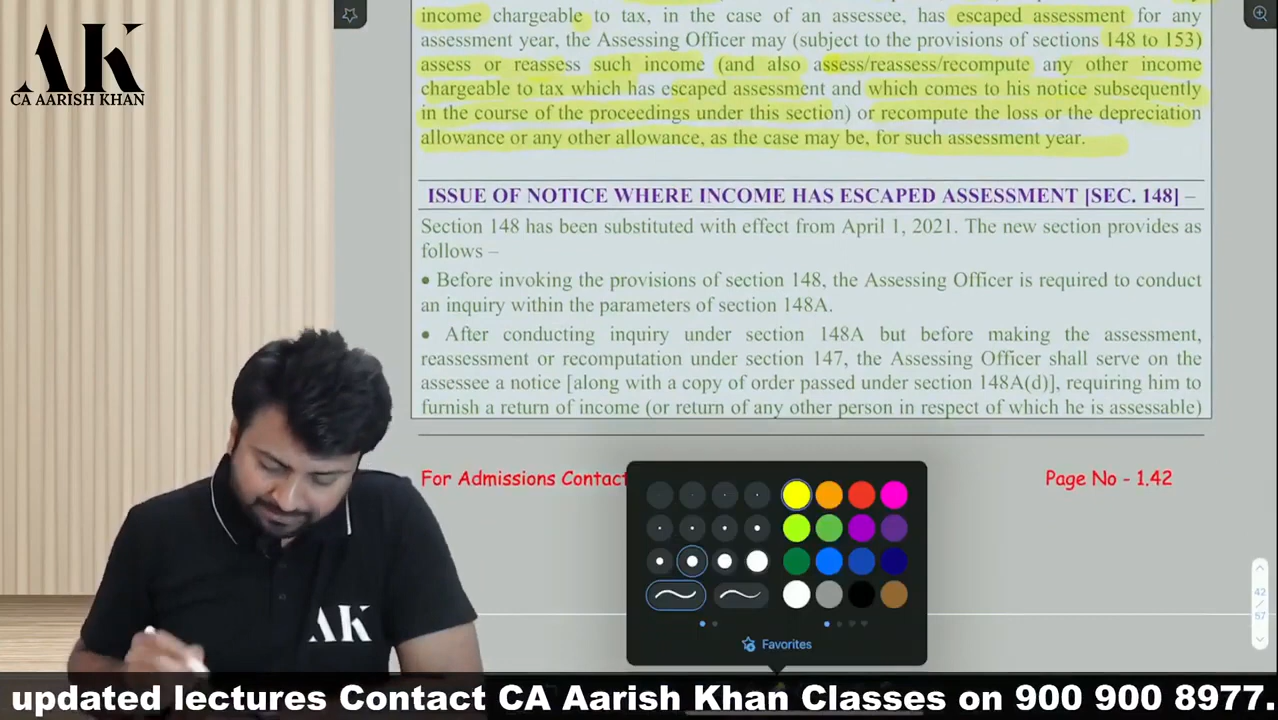 AK
CA AARISH KHAN
income chargeable to tax, in the case of an assessee, has escaped assessment for any
assessment year, the Assessing Officer may (subject to the provisions of sections 148 to 153)
assess or reassess such income (and also assess/reassess/recompute any other income
chargeable to tax which has escaped assessment and which comes to his notice subsequently
in the course of the proceedings under this section) or recompute the loss or the depreciation
allowance or any other allowance, as the case may be, for such assessment year.
ISSUE OF NOTICE WHERE INCOME HAS ESCAPED ASSESSMENT [SEC. 148] –
Section 148 has been substituted with effect from April 1, 2021. The new section provides as
follows –
• Before invoking the provisions of section 148, the Assessing Officer is required to conduct
an inquiry within the parameters of section 148A.
• After conducting inquiry under section 148A but before making the assessment,
reassessment or recomputation under section 147, the Assessing Officer shall serve on the
assessee a notice [along with a copy of order passed under section 148A(d)], requiring him to
furnish a return of income (or return of any other person in respect of which he is assessable)
For Admissions Contact
Page No - 1.42
42
/
57
Favorites
AK
updated lectures Contact CA Aarish Khan Classes on 900 900 8977.